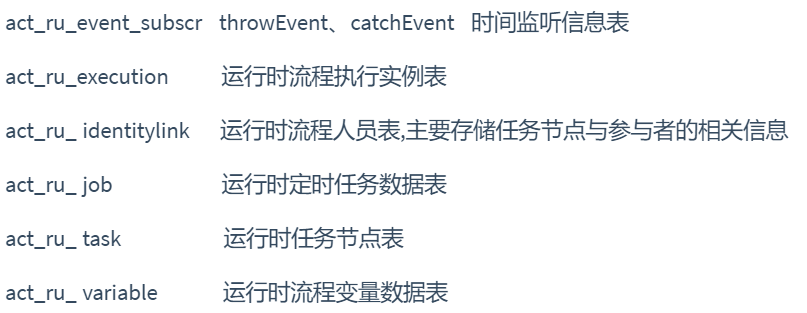 act_ru_event_subscr throwEvent、catchEvent 时间监听信息表
act_ru_execution 运行时流程执行实例表
act_ru_ identitylink 运行时流程人员表,主要存储任务节点与参与者的相关信息
act_ru_ job 运行时定时任务数据表
act_ru_ task 运行时任务节点表
act_ru_ variable 运行时流程变量数据表